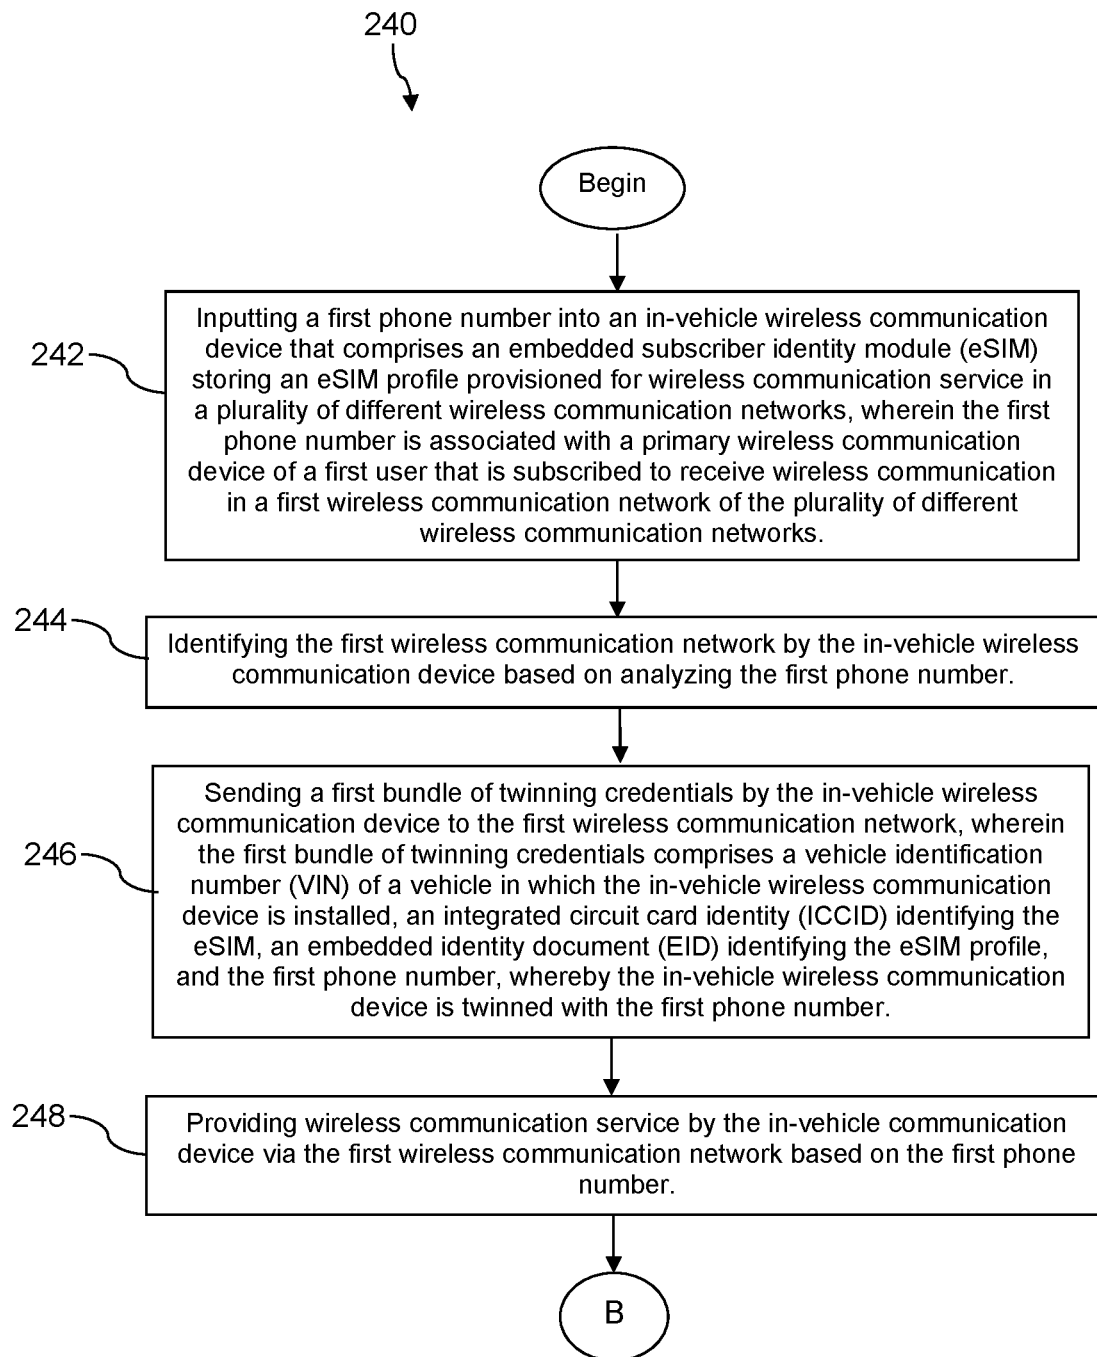 240
Begin
242
Inputting a first phone number into an in-vehicle wireless communication
device that comprises an embedded subscriber identity module (eSIM)
storing an eSIM profile provisioned for wireless communication service in
a plurality of different wireless communication networks, wherein the first
phone number is associated with a primary wireless communication
device of a first user that is subscribed to receive wireless communication
in a first wireless communication network of the plurality of different
wireless communication networks.
244
Identifying the first wireless communication network by the in-vehicle wireless
communication device based on analyzing the first phone number.
246
Sending a first bundle of twinning credentials by the in-vehicle wireless
communication device to the first wireless communication network, wherein
the first bundle of twinning credentials comprises a vehicle identification
number (VIN) of a vehicle in which the in-vehicle wireless communication
device is installed, an integrated circuit card identity (ICCID) identifying the
eSIM, an embedded identity document (EID) identifying the eSIM profile,
and the first phone number, whereby the in-vehicle wireless communication
device is twinned with the first phone number.
248
Providing wireless communication service by the in-vehicle communication
device via the first wireless communication network based on the first phone
number.
B